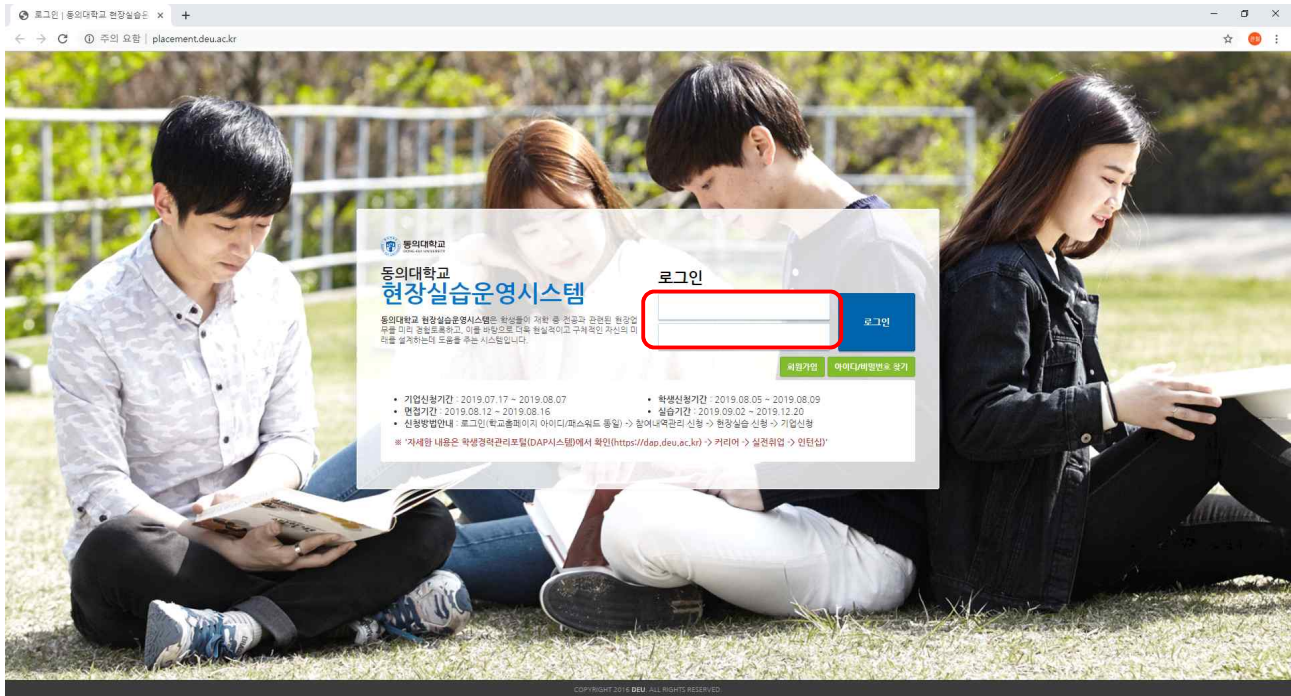 로그인 | 동의대학교 현장실습운
주의 요함 | placement.deu.ac.kr
동의대학교
DONG-EUI UNIVERSITY
동의대학교
현장실습운영시스템
동의대학교 현장실습운영시스템은 학생들이 재학 중 전공과 관련된 현장업
무를 미리 경험토록하고, 이를 바탕으로 더욱 현실적이고 구체적인 자신의 미
래를 설계하는데 도움을 주는 시스템입니다.
로그인
로그인
회원가입 아이디/비밀번호 찾기
• 기업신청기간 : 2019.07.17 ~ 2019.08.07 • 학생신청기간 : 2019.08.05 ~ 2019.08.09
• 면접기간 : 2019.08.12 ~ 2019.08.16 • 실습기간 : 2019.09.02 ~ 2019.12.20
• 신청방법안내 : 로그인(학교홈페이지 아이디/패스워드 동일) -> 참여내역관리 신청 -> 현장실습 신청 -> 기업신청
※ '자세한 내용은 학생경력관리포털(DAP시스템)에서 확인(https://dap.deu.ac.kr) -> 커리어 -> 실전취업 -> 인턴십)'
COPYRIGHT 2016 DEU. ALL RIGHTS RESERVED.